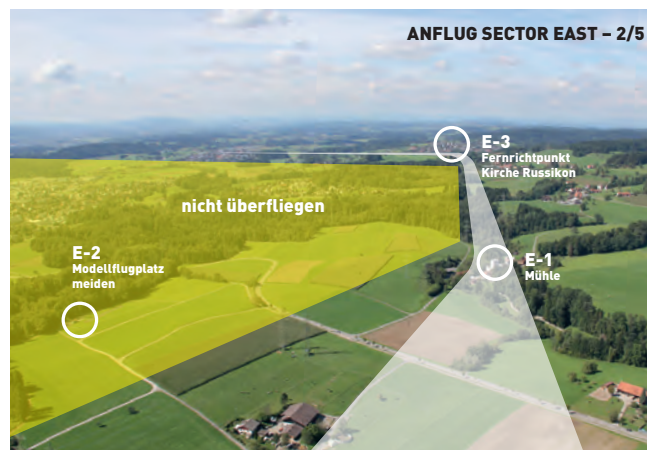 ANFLUG SECTOR EAST – 2/5
E-3
Fernrichtpunkt
Kirche Russikon
nicht überfliegen
E-2
Modellflugplatz
meiden
E-1
Mühle